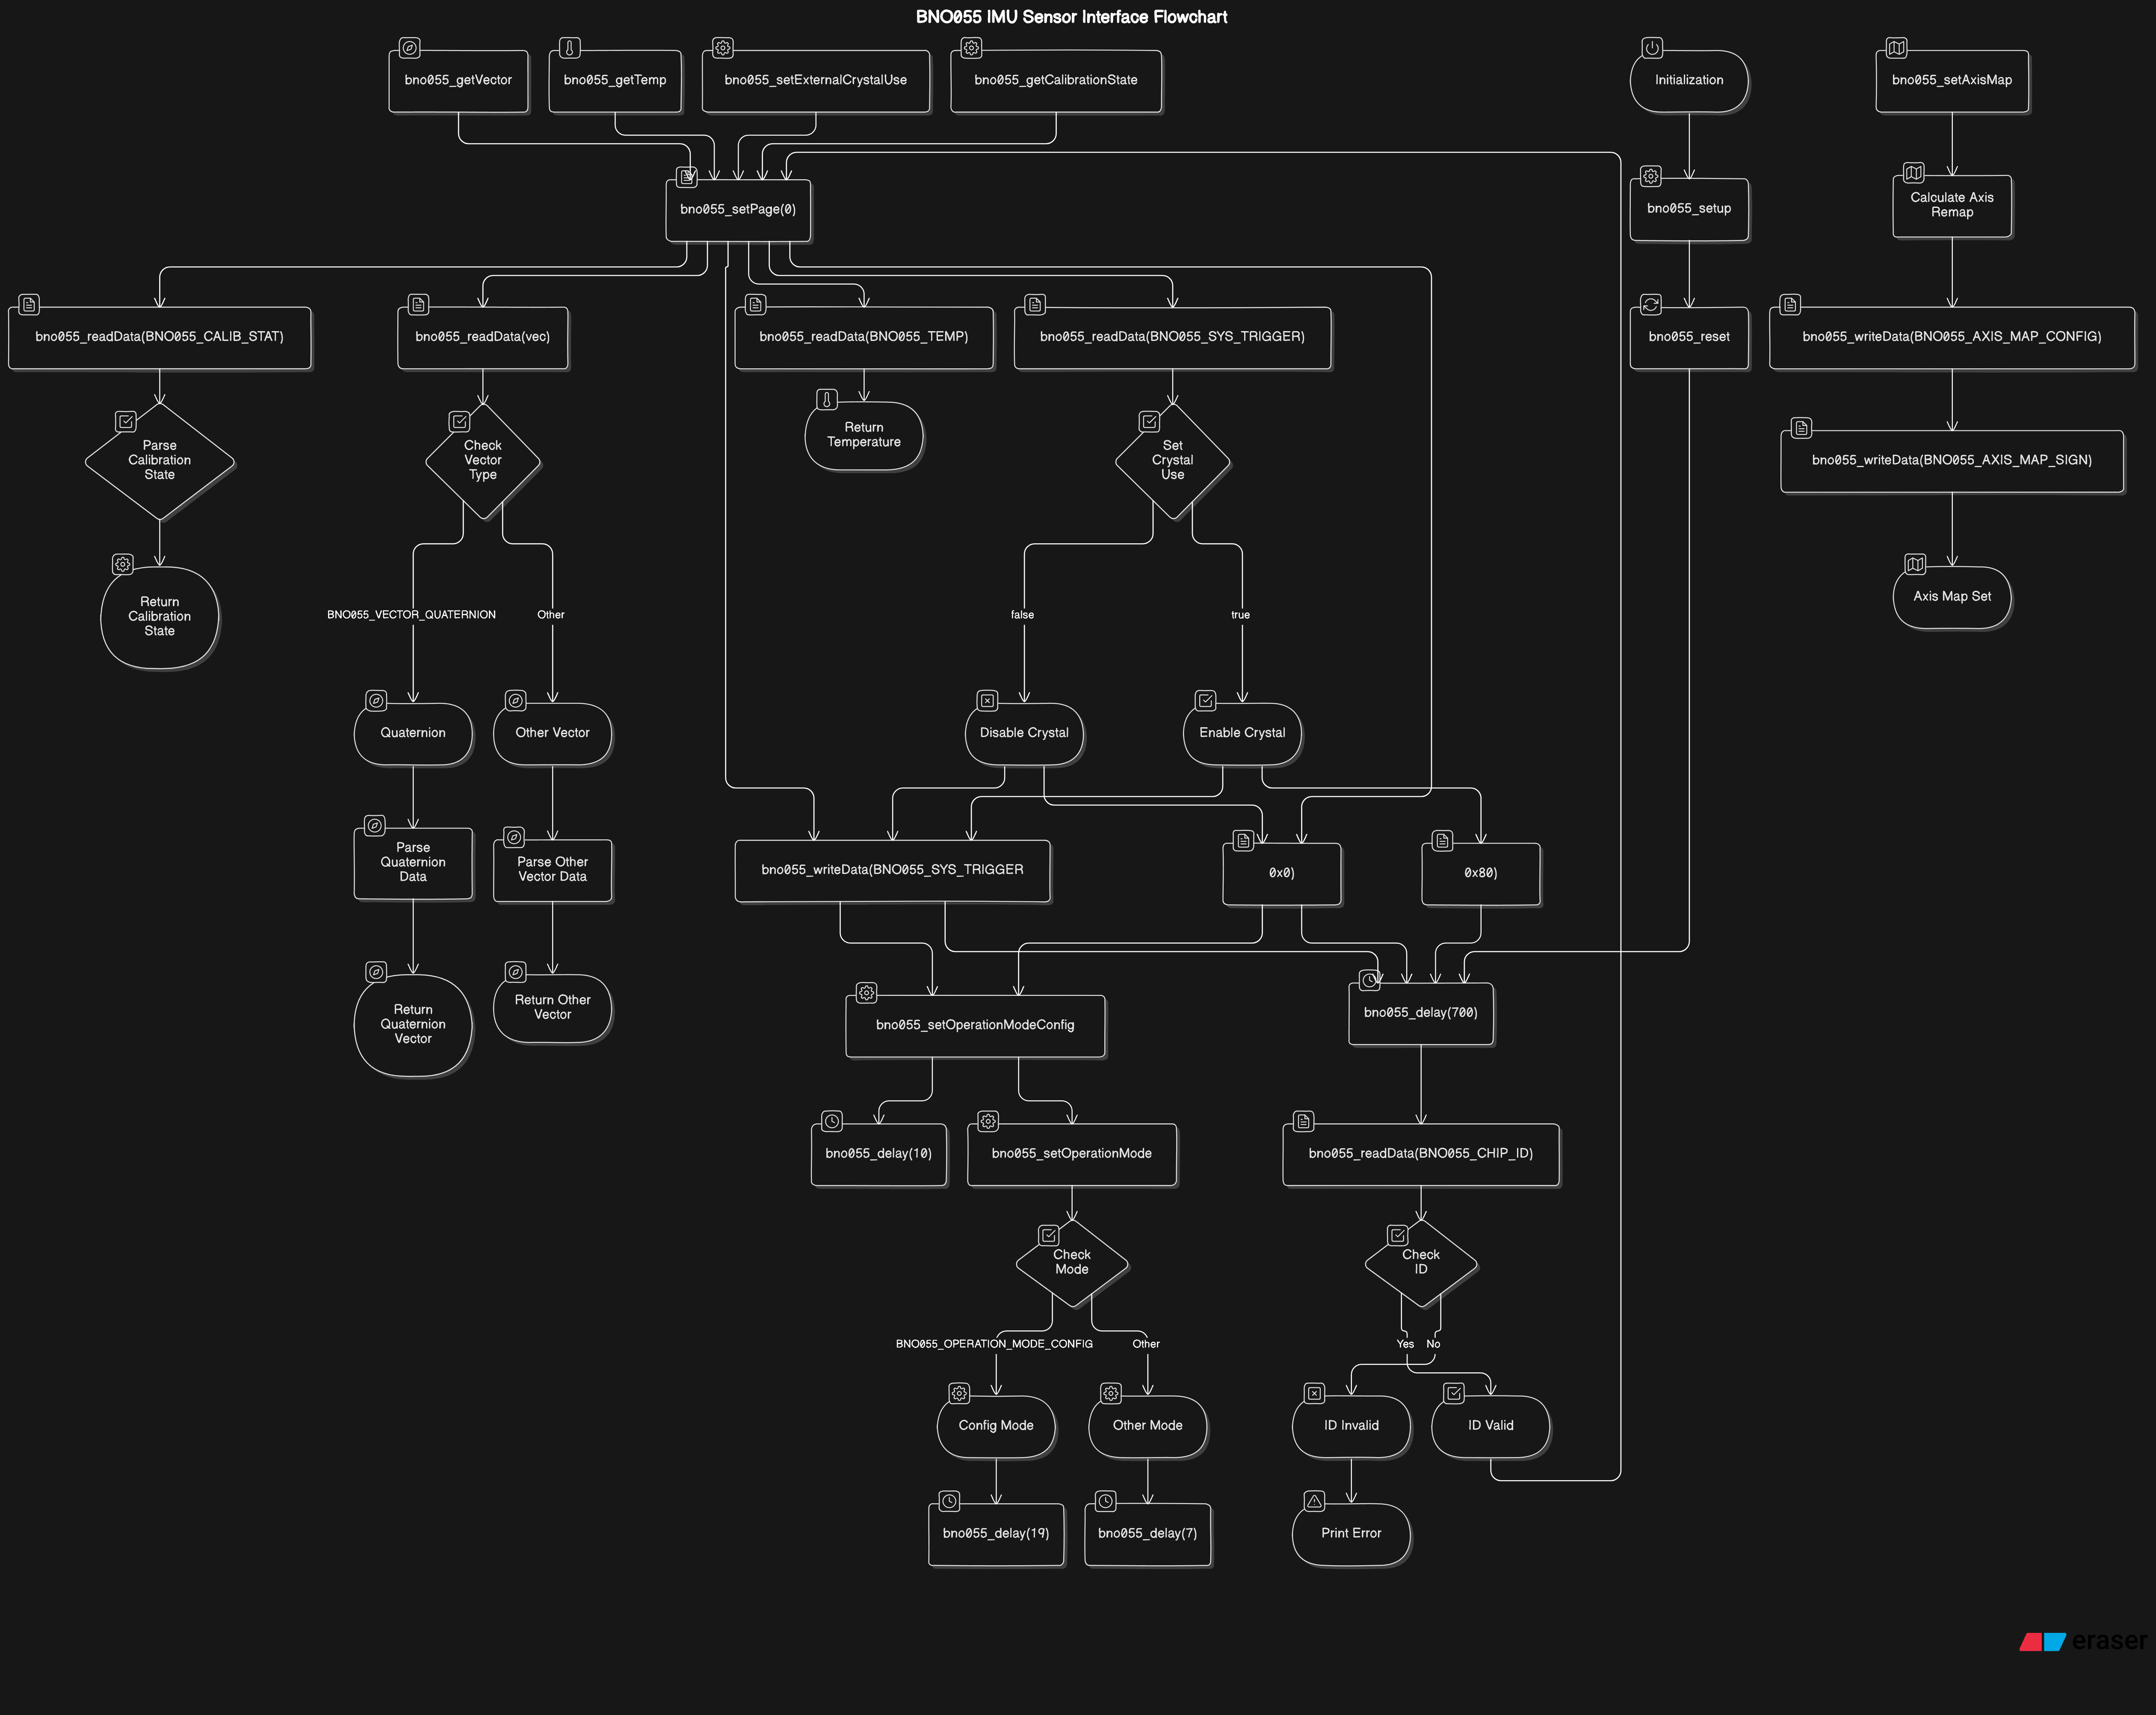 BNO055 IMU Sensor Interface Flowchart
bno055_getVector
bno055_getTemp
bno055_setExternalCrystalUse
bno055_getCalibrationState
Initialization
bno055_setAxisMap
bno055_setPage(0)
bno055_setup
Calculate Axis
Remap
bno055_readData(BNO055_CALIB_STAT)
bno055_readData(vec)
bno055_readData(BNO055_TEMP)
bno055_readData(BNO055_SYS_TRIGGER)
bno055_reset
bno055_writeData(BNO055_AXIS_MAP_CONFIG)
Parse
Calibration
State
Check
Vector
Type
Return
Temperature
Set
Crystal
Use
bno055_writeData(BNO055_AXIS_MAP_SIGN)
Return
Calibration
State
BNO055_VECTOR_QUATERNION
Other
false
true
Axis Map Set
Quaternion
Other Vector
Disable Crystal
Enable Crystal
Parse
Quaternion
Data
Parse Other
Vector Data
bno055_writeData(BNO055_SYS_TRIGGER
0x0)
0x80)
Return
Quaternion
Vector
Return Other
Vector
bno055_setOperationModeConfig
bno055_delay(700)
bno055_delay(10)
bno055_setOperationMode
bno055_readData(BNO055_CHIP_ID)
Check
Mode
Check
ID
BNO055_OPERATION_MODE_CONFIG
Other
Yes
No
Config Mode
Other Mode
ID Invalid
ID Valid
bno055_delay(19)
bno055_delay(7)
Print Error
eraser